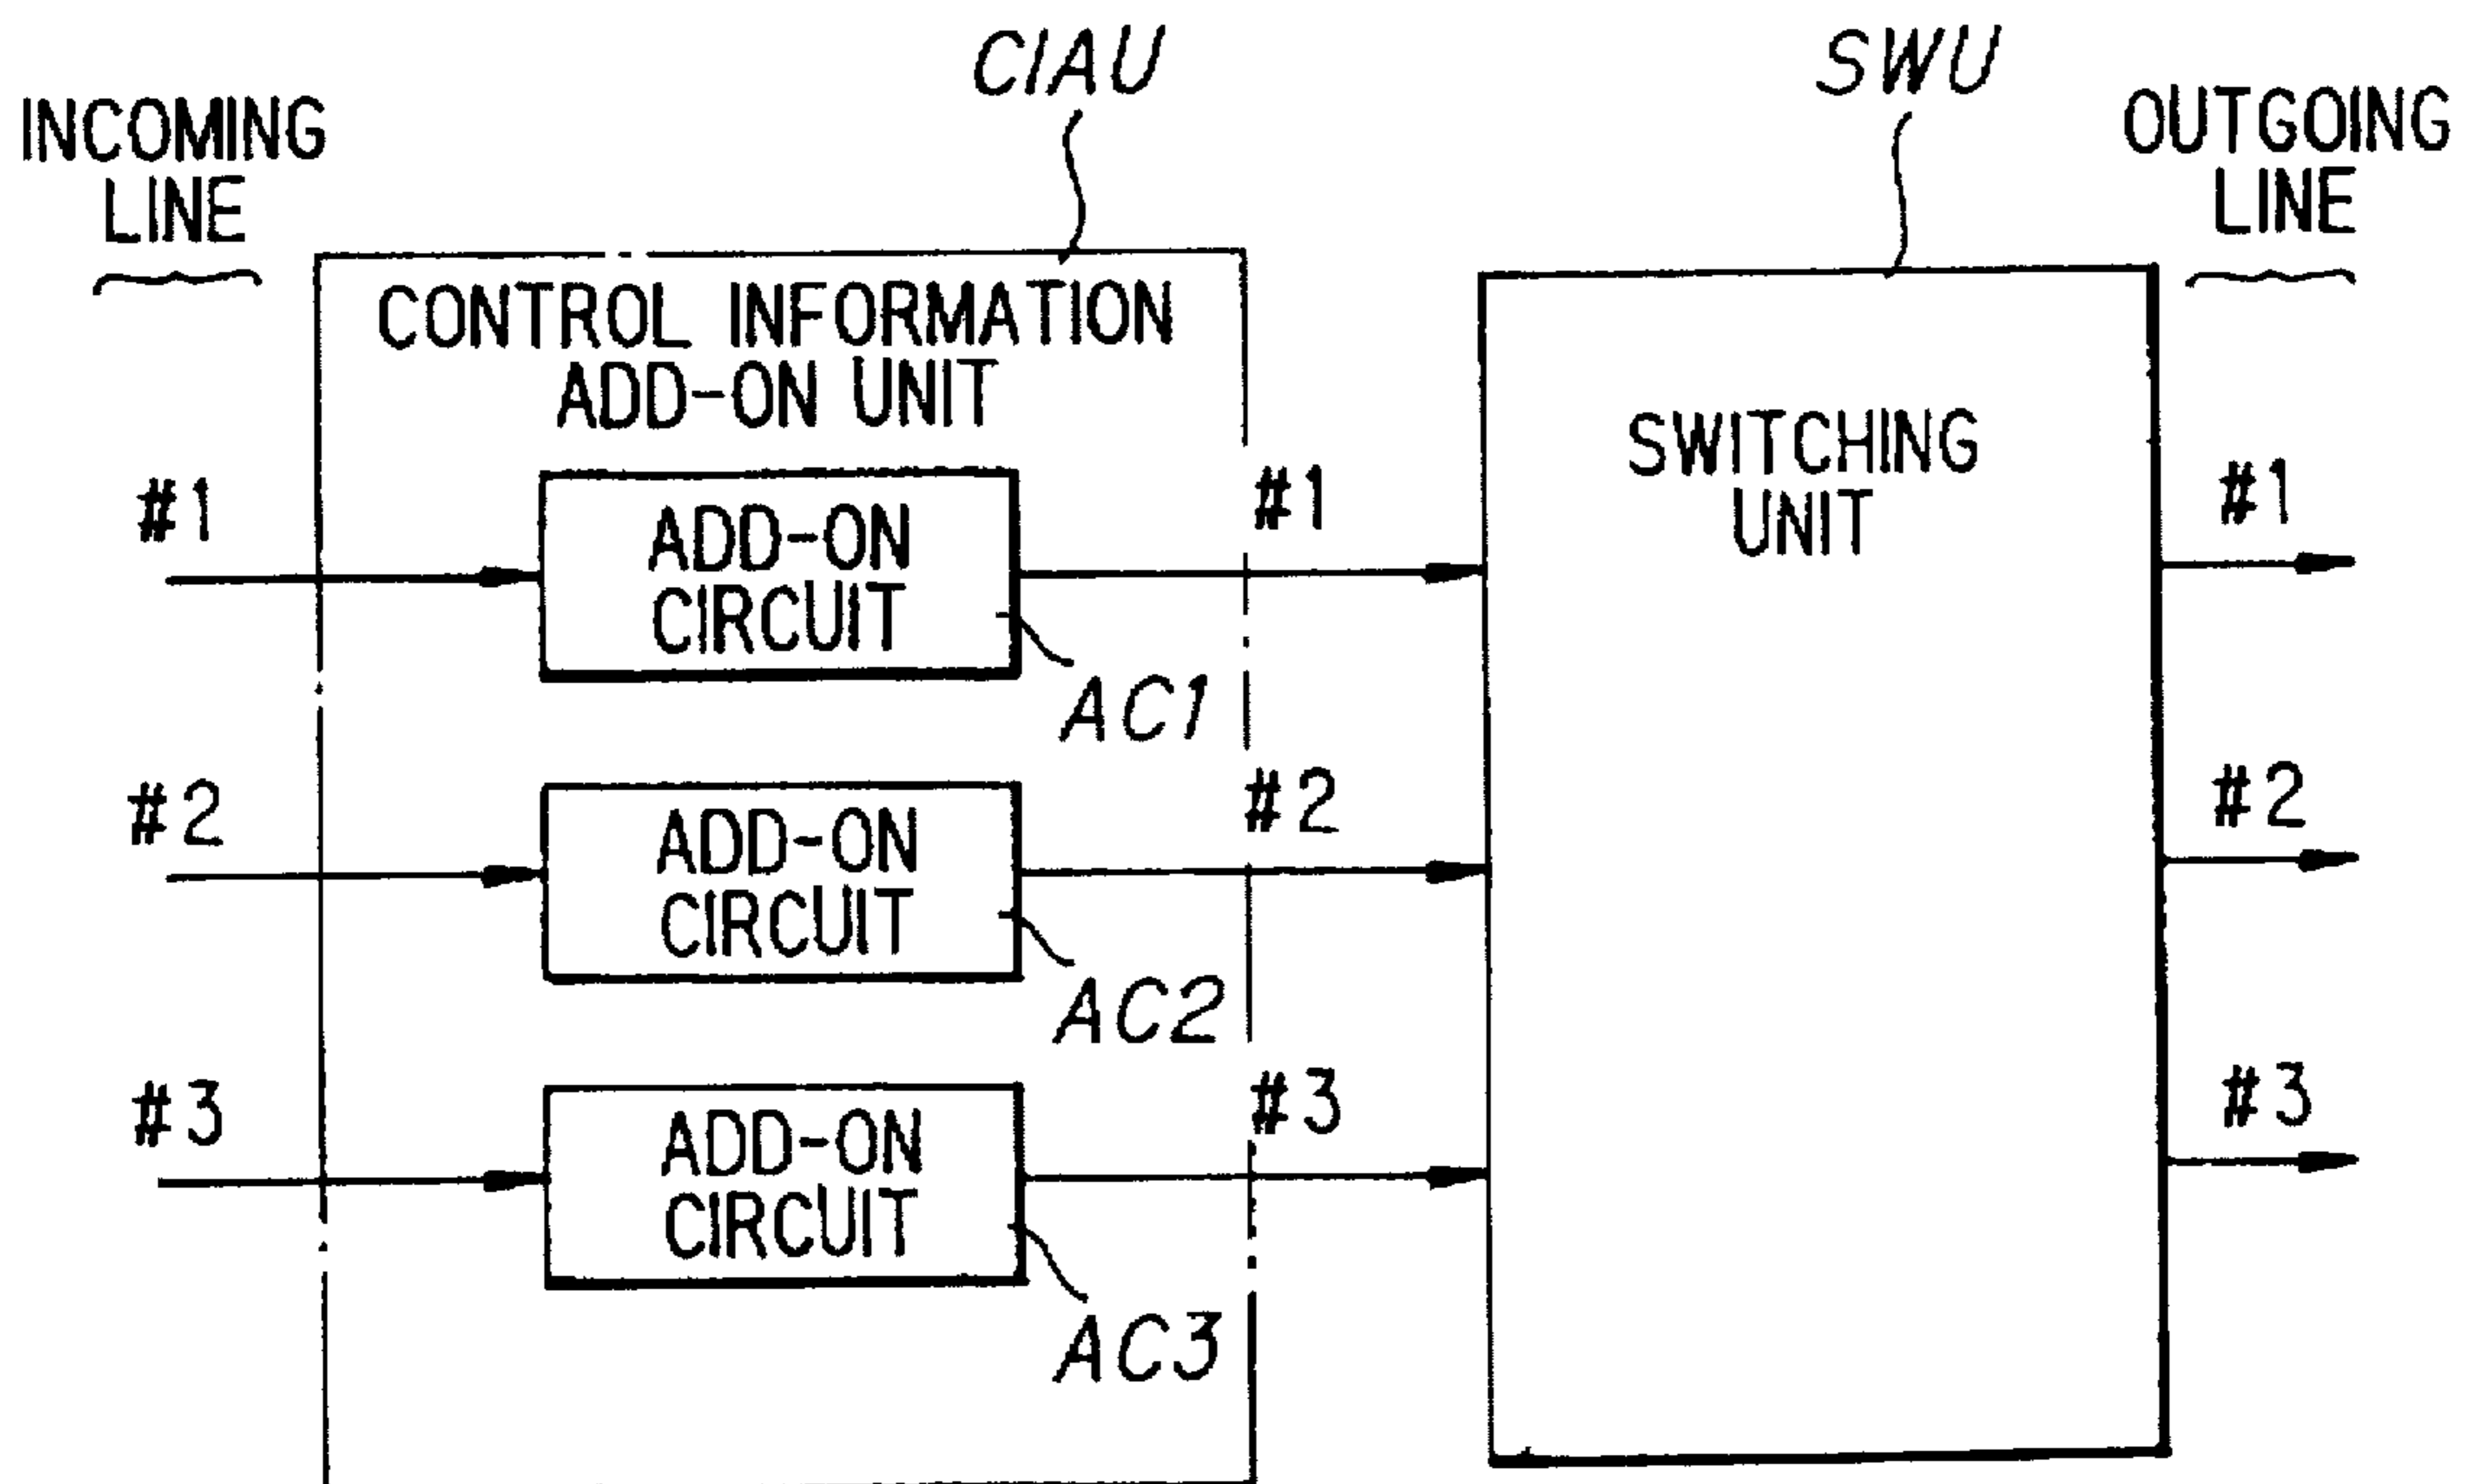 CIAU
SWU
INCOMING
LINE
OUTGOING
LINE
CONTROL INFORMATION
ADD-ON UNIT
SWITCHING
UNIT
#1
ADD-ON
CIRCUIT
AC1
#1
#1
#2
ADD-ON
CIRCUIT
AC2
#2
#2
#3
ADD-ON
CIRCUIT
AC3
#3
#3